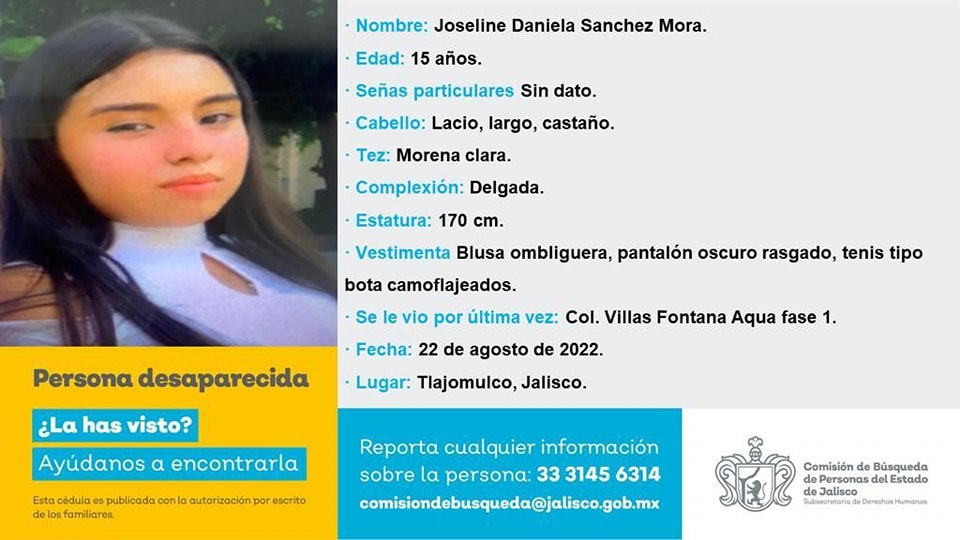 · Nombre: Joseline Daniela Sanchez Mora.
· Edad: 15 años.
· Señas particulares Sin dato.
· Cabello: Lacio, largo, castaño.
· Tez: Morena clara.
· Complexión: Delgada.
· Estatura: 170 cm.
· Vestimenta Blusa ombliguera, pantalón oscuro rasgado, tenis tipo
bota camoflajeados.
· Se le vio por última vez: Col. Villas Fontana Aqua fase 1.
· Fecha: 22 de agosto de 2022.
· Lugar: Tlajomulco, Jalisco.
Persona desaparecida
¿La has visto?
Ayúdanos a encontrarla
Esta cédula es publicada con la autorización por escrito
de los familiares.
Reporta cualquier información
sobre la persona: 33 3145 6314
comisiondebusqueda@jalisco.gob.mx
Comisión de Búsqueda
de Personas del Estado
de Jalisco
Subsecretaría de Derechos Humanos